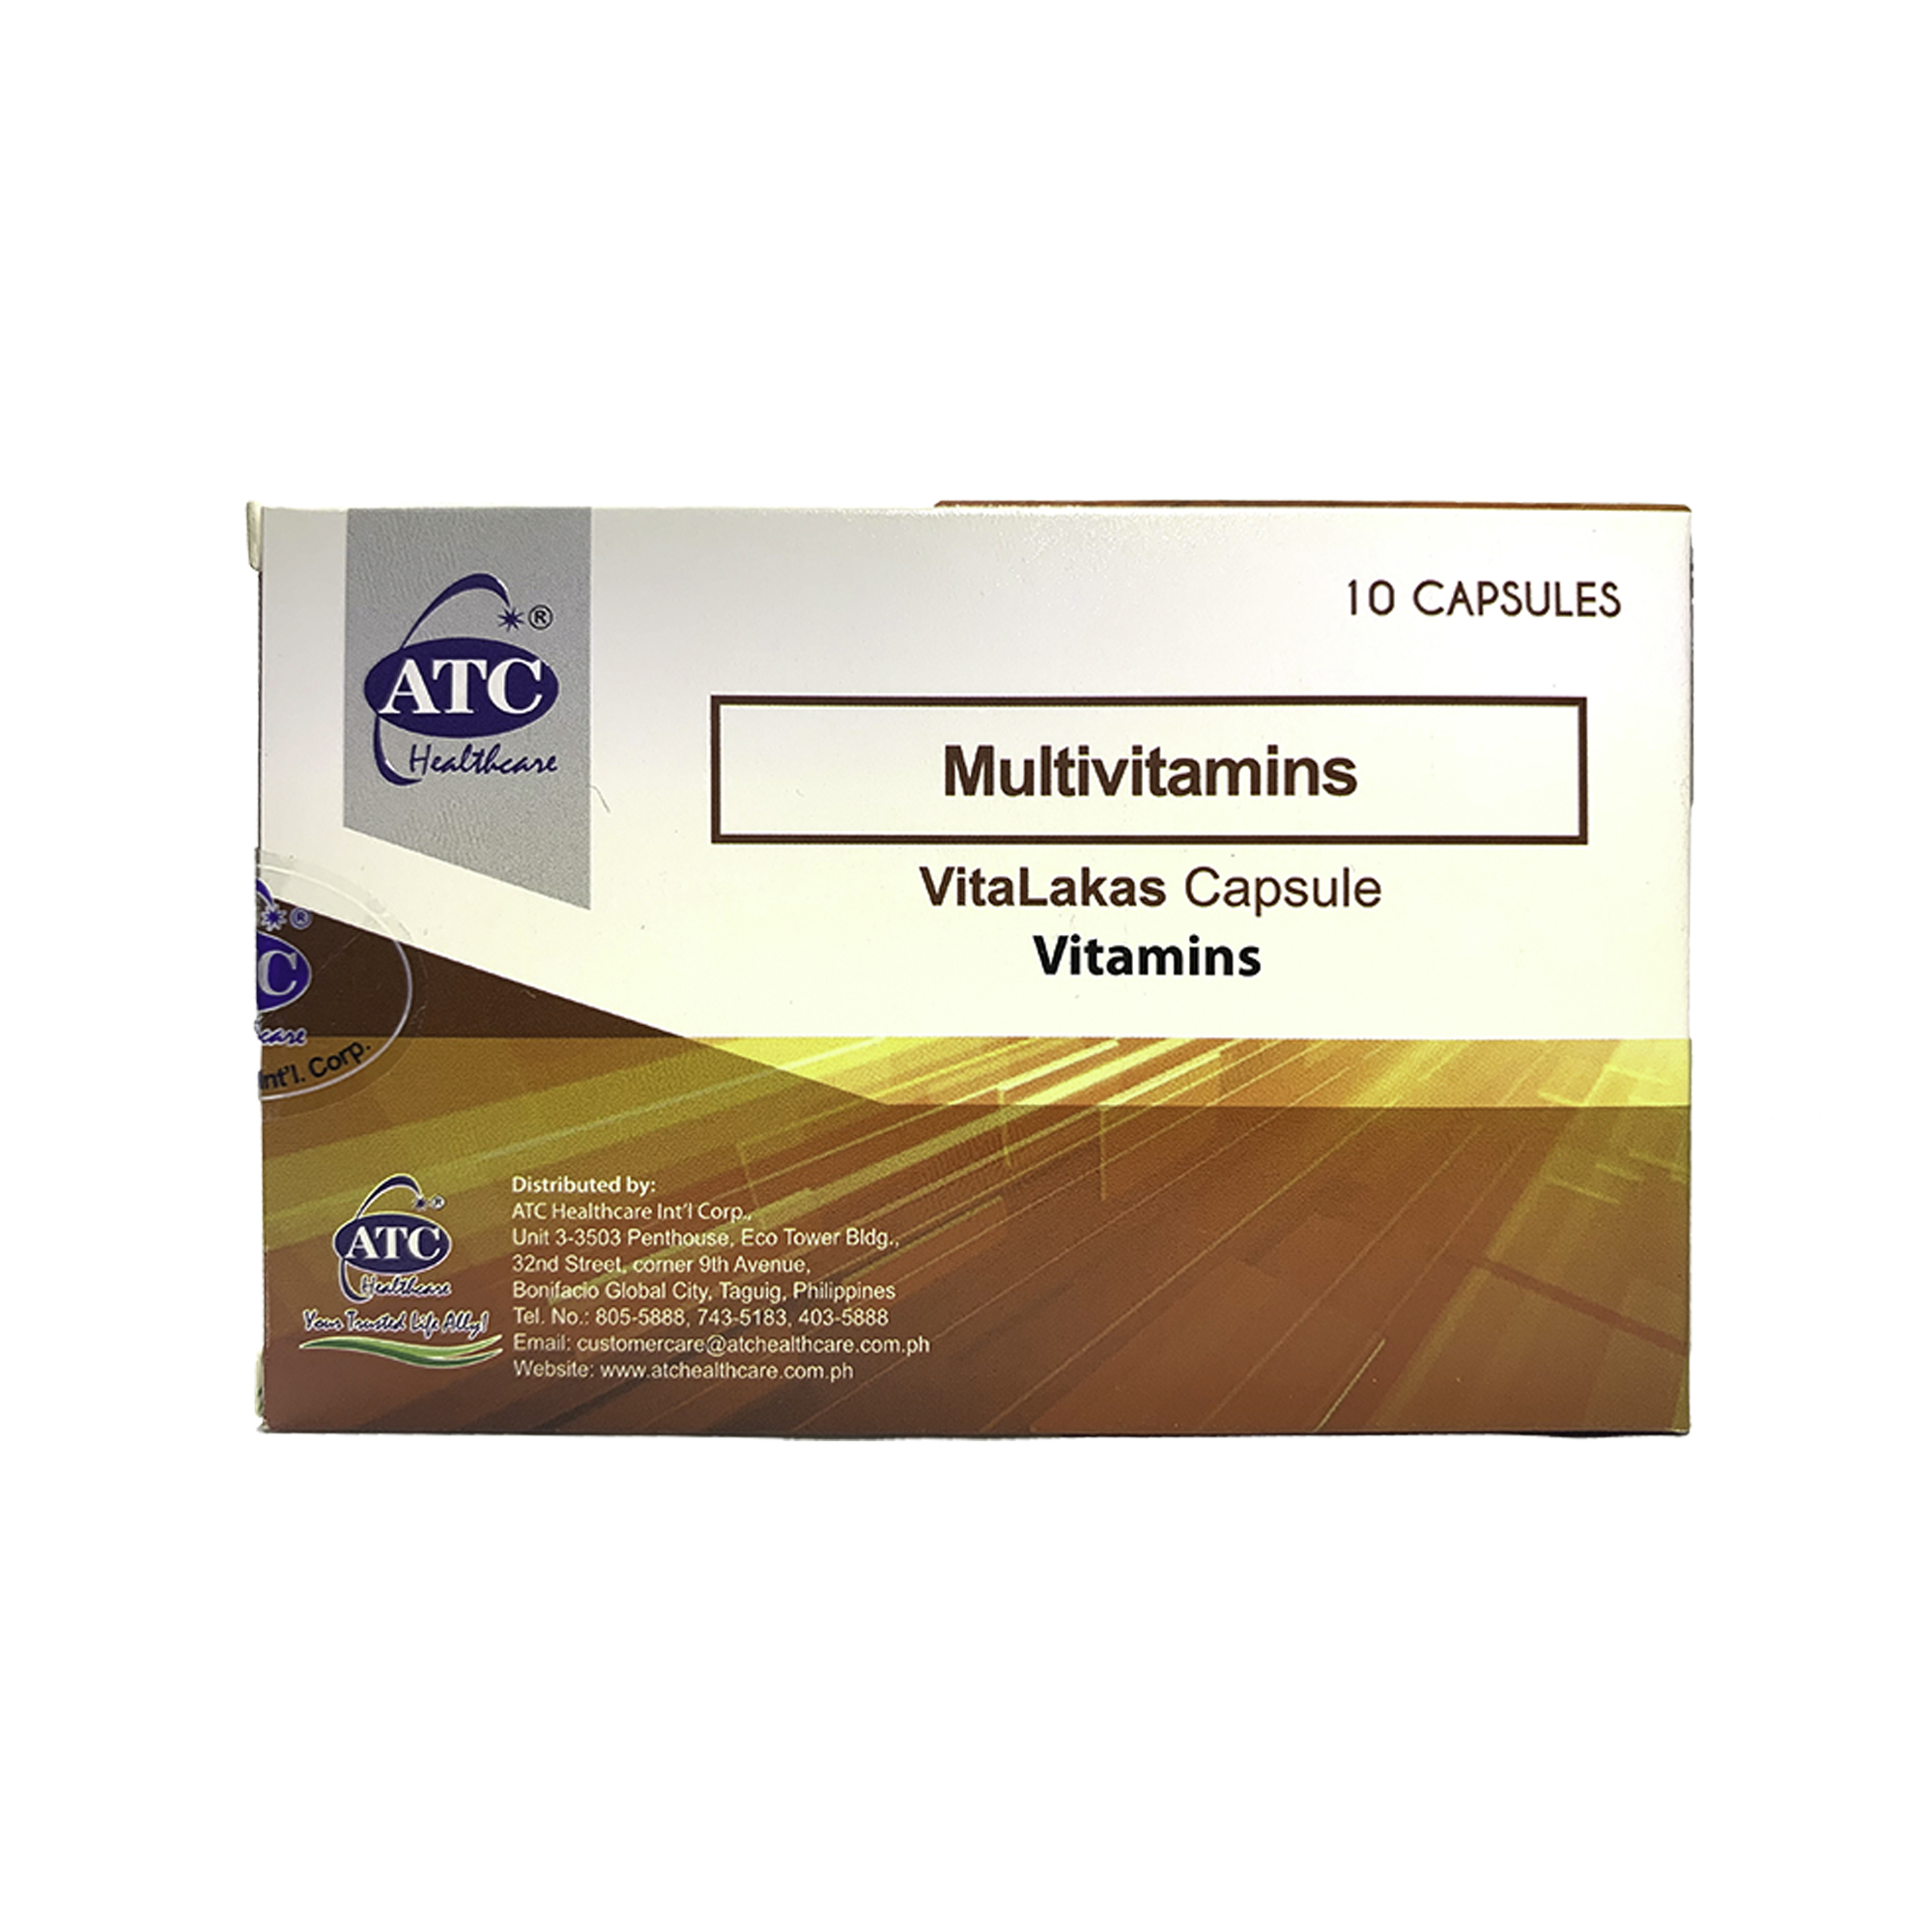 10 CAPSULES
ATC ®
Healthcare
Multivitamins
VitaLakas Capsule
Vitamins
®
C
care
Int'l. Corp.
ATC ®
Healthcare
Your Trusted Life Ally!
Distributed by:
ATC Healthcare Int'l Corp.,
Unit 3-3503 Penthouse, Eco Tower Bldg.,
32nd Street, corner 9th Avenue,
Bonifacio Global City, Taguig, Philippines
Tel. No.: 805-5888, 743-5183, 403-5888
Email: customercare@atchealthcare.com.ph
Website: www.atchealthcare.com.ph